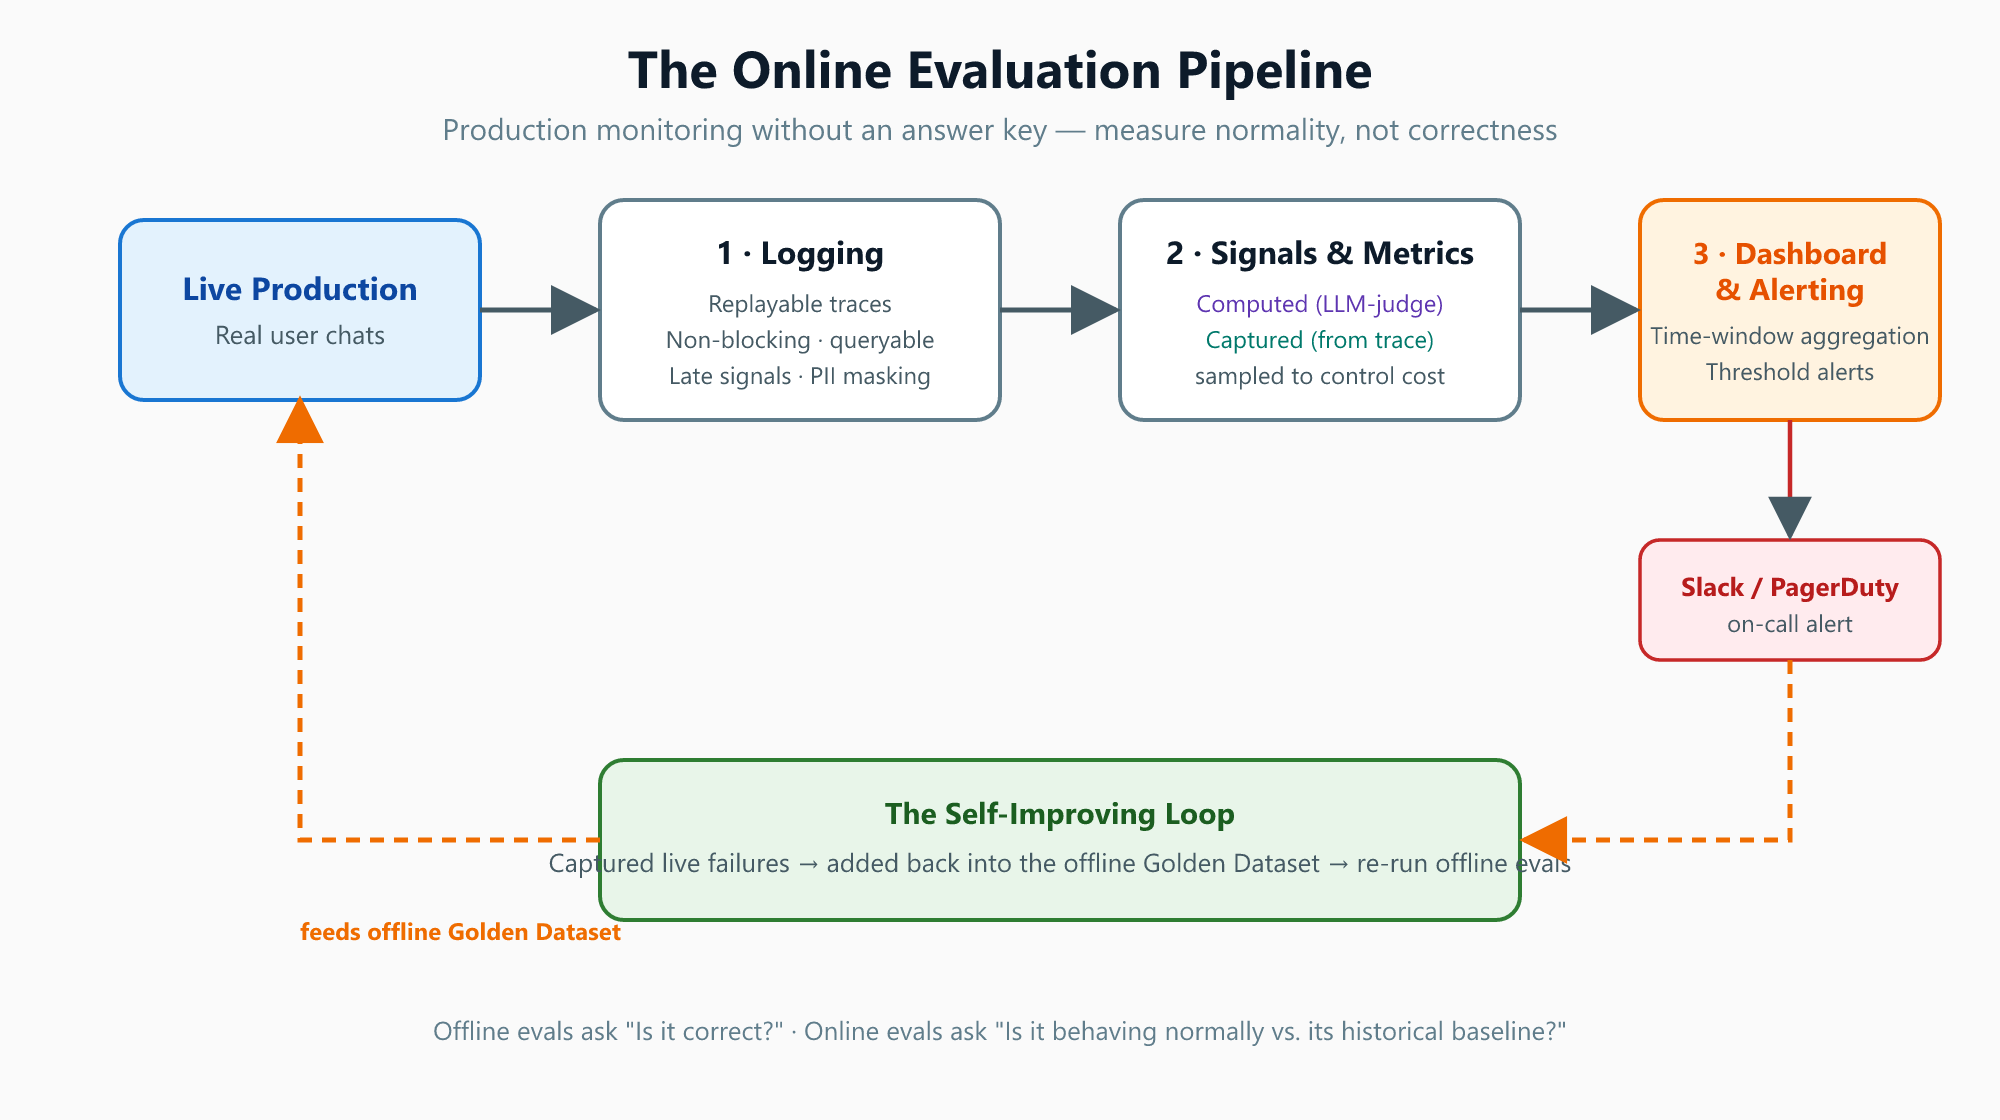 The Online Evaluation Pipeline
Production monitoring without an answer key — measure normality, not correctness
Live Production
Real user chats
1 · Logging
Replayable traces
Non-blocking · queryable
Late signals · PII masking
2 · Signals & Metrics
Computed (LLM-judge)
Captured (from trace)
sampled to control cost
3 · Dashboard
& Alerting
Time-window aggregation
Threshold alerts
Slack / PagerDuty
on-call alert
The Self-Improving Loop
Captured live failures → added back into the offline Golden Dataset → re-run offline evals
feeds offline Golden Dataset
Offline evals ask "Is it correct?" · Online evals ask "Is it behaving normally vs. its historical baseline?"